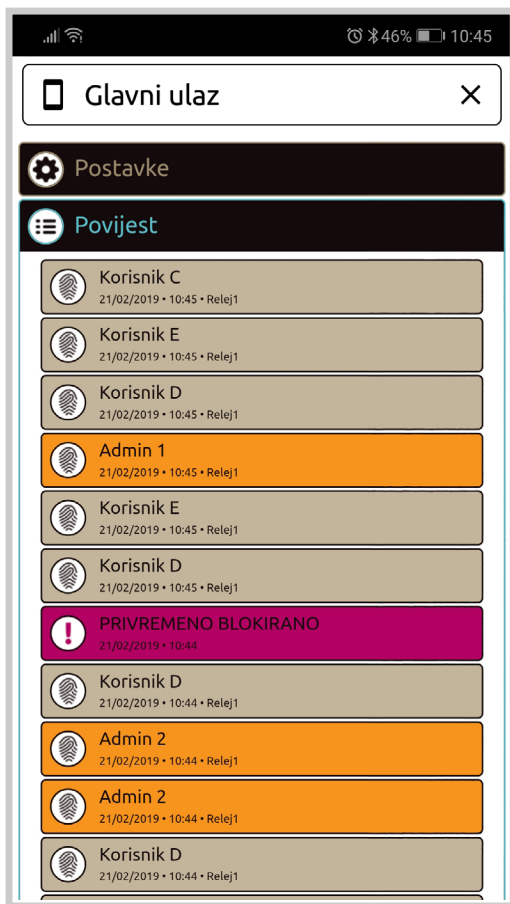 46% 10:45
Glavni ulaz
Postavke
Povijest
Korisnik C
21/02/2019 • 10:45 • Relej1
Korisnik E
21/02/2019 • 10:45 • Relej1
Korisnik D
21/02/2019 • 10:45 • Relej1
Admin 1
21/02/2019 • 10:45 • Relej1
Korisnik E
21/02/2019 • 10:45 • Relej1
Korisnik D
21/02/2019 • 10:45 • Relej1
PRIVREMENO BLOKIRANO
21/02/2019 • 10:44
Korisnik D
21/02/2019 • 10:44 • Relej1
Admin 2
21/02/2019 • 10:44 • Relej1
Admin 2
21/02/2019 • 10:44 • Relej1
Korisnik D
21/02/2019 • 10:44 • Relej1